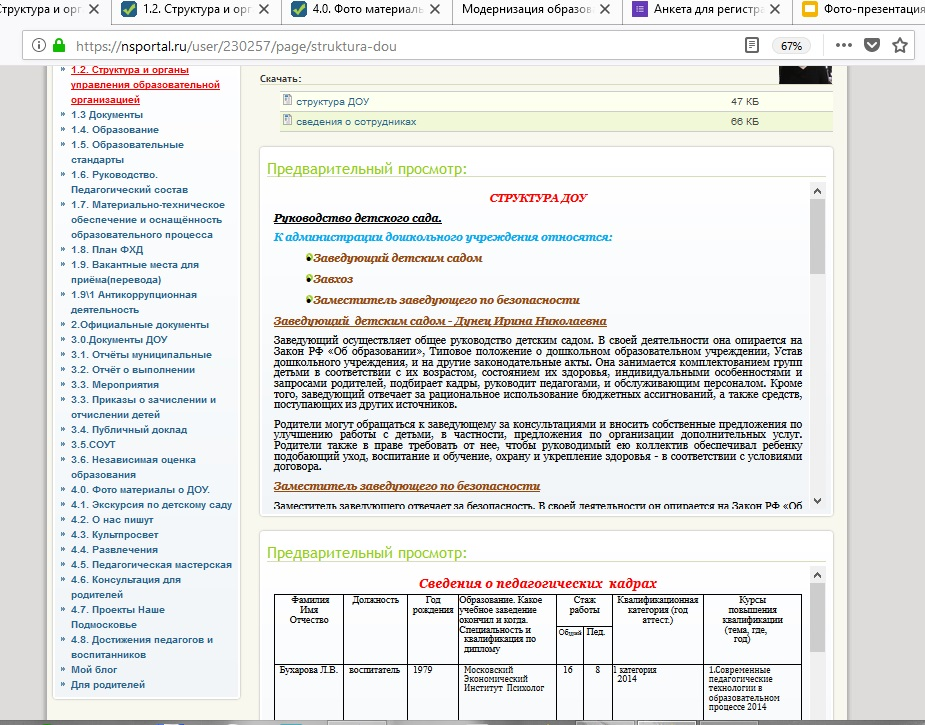 труктура и орг
1.2. Структура и орг
4.0. Фото материаль
Модернизация образо
Анкета для регистра
Фото-презентация
https://nsportal.ru/user/230257/page/struktura-dou
67%
1.2. Структура и органы
управления образовательной
организацией
1.3 Документы
1.4. Образование
1.5. Образовательные
стандарты
1.6. Руководство.
Педагогический состав
1.7. Материально-техническое
обеспечение и оснащённость
образовательного процесса
1.8. План ФХД
1.9. Вакантные места для
приёма(перевода)
1.9\1 Антикоррупционная
деятельность
2.Официальные документы
3.0.Документы ДОУ
3.1. Отчёты муниципальные
3.2. Отчёт о выполнении
3.3. Мероприятия
3.3. Приказы о зачислении и
отчислении детей
3.4. Публичный доклад
3.5.СОУТ
3.6. Независимая оценка
образования
4.0. Фото материалы о ДОУ.
4.1. Экскурсия по детскому саду
4.2. О нас пишут
4.3. Культпросвет
4.4. Развлечения
4.5. Педагогическая мастерская
4.6. Консультация для
родителей
4.7. Проекты Наше
Подмосковье
4.8. Достижения педагогов и
воспитанников
Мой блог
Для родителей
Скачать:
структура ДОУ 47 КБ
сведения о сотрудниках 66 КБ
Предварительный просмотр:
СТРУКТУРА ДОУ
Руководство детского сада.
К администрации дошкольного учреждения относятся:
Заведующий детским садом
Завхоз
Заместитель заведующего по безопасности
Заведующий детским садом - Дунец Ирина Николаевна
Заведующий осуществляет общее руководство детским садом. В своей деятельности она опирается на
Закон РФ «Об образовании», Типовое положение о дошкольном образовательном учреждении, Устав
дошкольного учреждения, и на другие законодательные акты. Она занимается комплектованием групп
детьми в соответствии с их возрастом, состоянием их здоровья, индивидуальными особенностями и
запросами родителей, подбирает кадры, руководит педагогами, и обслуживающим персоналом. Кроме
того, заведующий отвечает за рациональное использование бюджетных ассигнований, а также средств,
поступающих из других источников.
Родители могут обращаться к заведующему за консультациями и вносить собственные предложения по
улучшению работы с детьми, в частности, предложения по организации дополнительных услуг.
Родители также в праве требовать от нее, чтобы руководимый ею коллектив обеспечивал ребенку
подобающий уход, воспитание и обучение, охрану и укрепление здоровья - в соответствии с условиями
договора.
Заместитель заведующего по безопасности
Заместитель заведующего отвечает за безопасность. В своей деятельности он опирается на Закон РФ «Об
Предварительный просмотр:
Сведения о педагогических кадрах
Фамилия
Имя
Отчество
Должность
Год
рождения
Образование. Какое
учебное заведение
окончил и когда.
Специальность и
квалификация по
диплому
Стаж
работы
Общий Пед.
Квалификационная
категория (год
аттест.)
Курсы
повышения
квалификации
(тема, где,
год)
Бухарова Л.В.
воспитатель
1979
Московский
Экономический
Институт Психолог
16
8
1 категория
2014
1.Современные
педагогические
технологии в
образовательном
процессе 2014